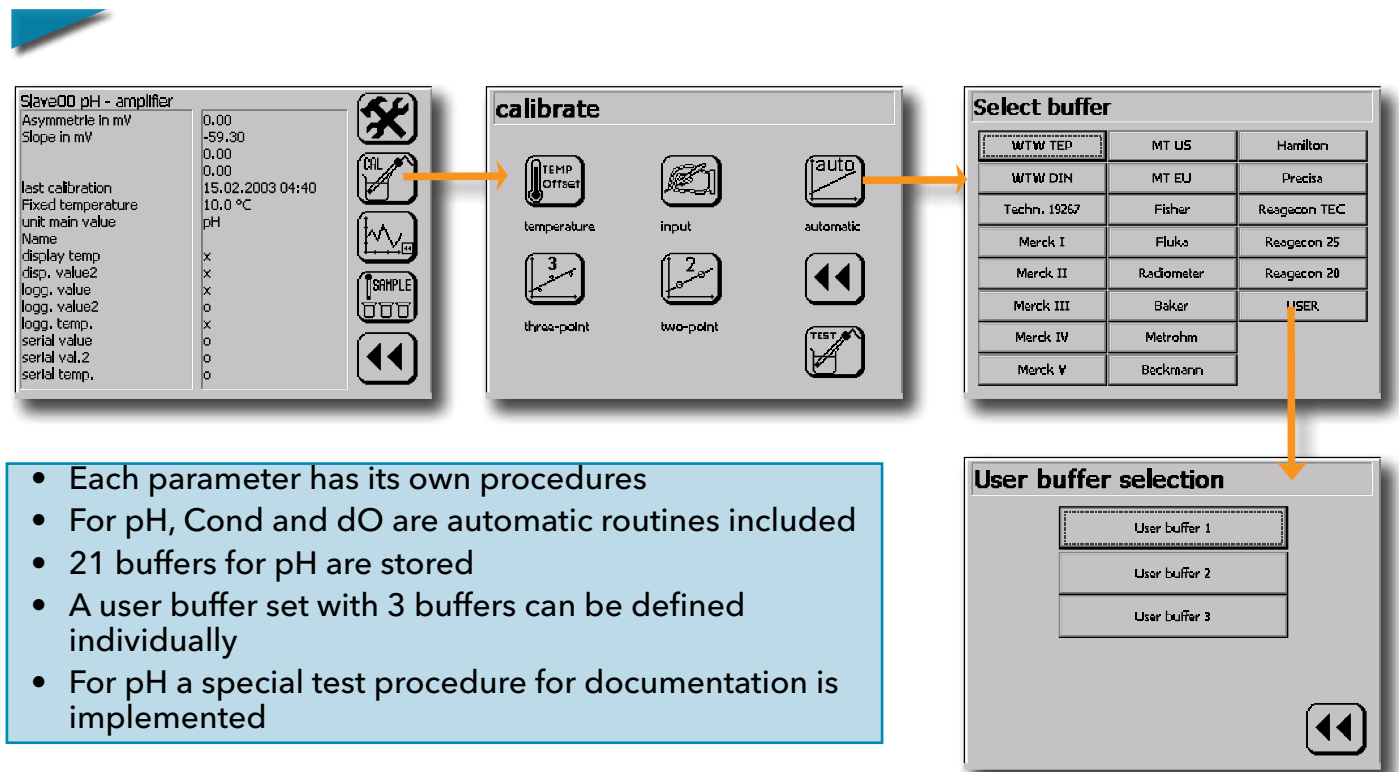 Slave00 pH - amplifier
Asymmetrie in mV 0.00
Slope in mV -59.30
0.00
0.00
last calibration 15.02.2003 04:40
Fixed temperature 10.0 °C
unit main value pH
Name
display temp x
disp. value2 x
logg. value x
logg. value2 o
logg. temp. x
serial value o
serial val.2 o
serial temp. o
CAL
SAMPLE
calibrate
TEMP
Offset
auto
temperature input automatic
3 2
three-point two-point
TEST
Select buffer
WTW TEP MT US Hamilton
WTW DIN MT EU Precisa
Techn. 19267 Fisher Reagecon TEC
Merck I Fluka Reagecon 25
Merck II Radiometer Reagecon 20
Merck III Baker USER
Merck IV Metrohm
Merck V Beckmann
• Each parameter has its own procedures
• For pH, Cond and dO are automatic routines included
• 21 buffers for pH are stored
• A user buffer set with 3 buffers can be defined
individually
• For pH a special test procedure for documentation is
implemented
User buffer selection
User buffer 1
User buffer 2
User buffer 3